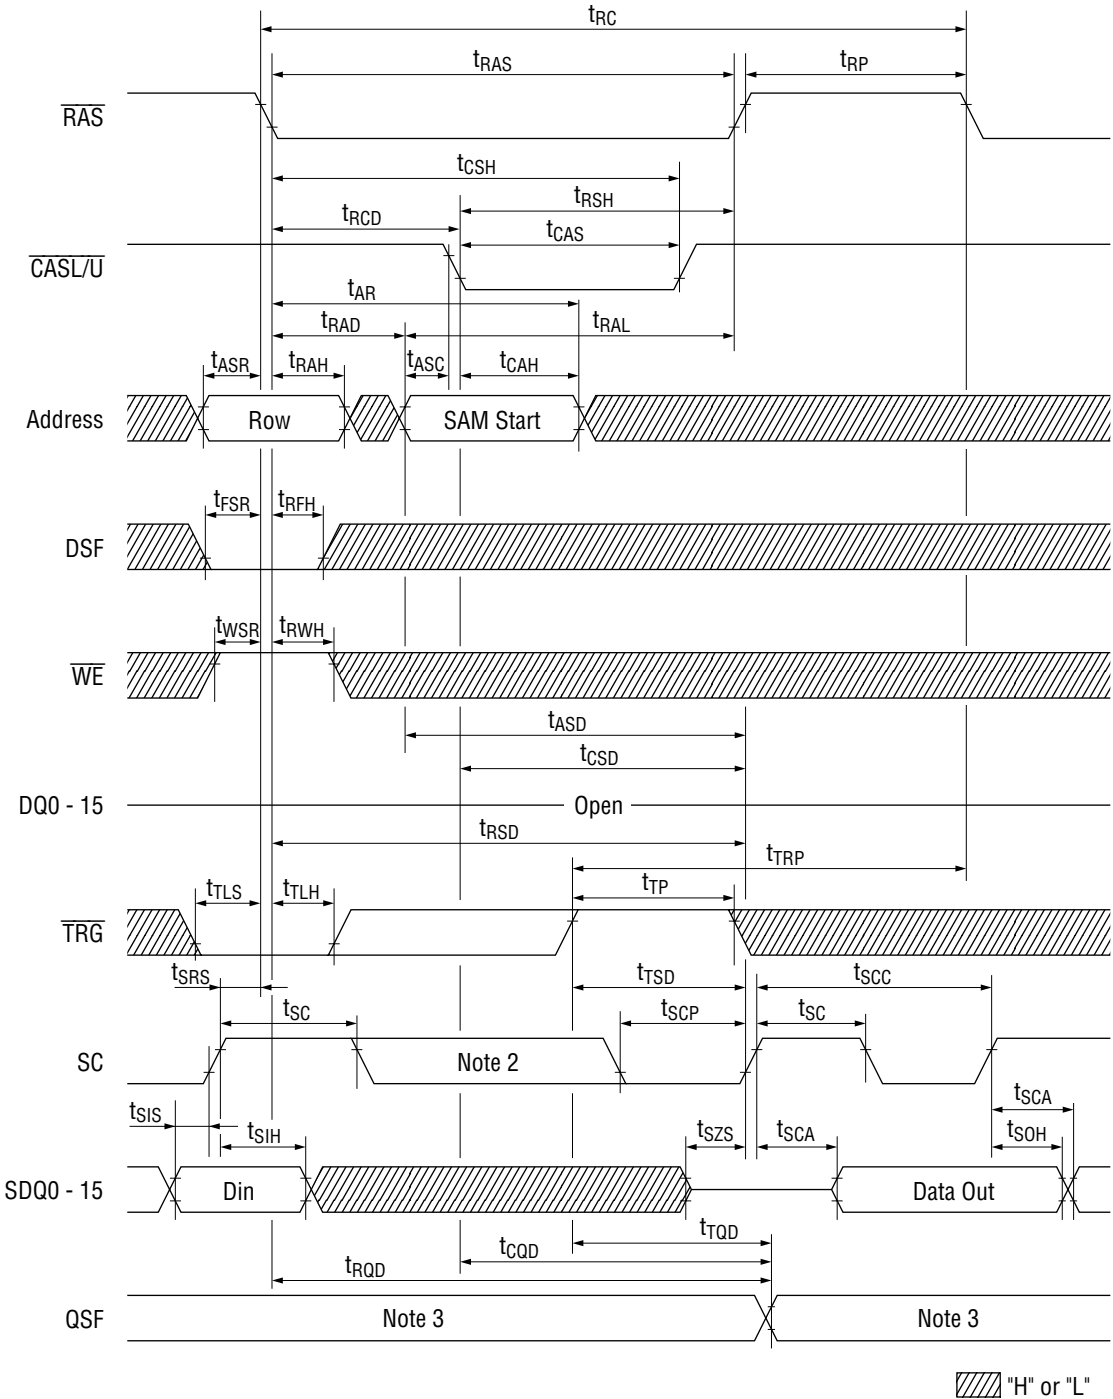 tRC
tRAS
tRP
RAS
tCSH
tRSH
tRCD
tCAS
CASL/U
tAR
tRAD
tRAL
tASR
tRAH
tASC
tCAH
Address
Row
SAM Start
tFSR
tRFH
DSF
tWSR
tRWH
WE
tASD
tCSD
DQ0 - 15
Open
tRSD
tTRP
tTLS
tTLH
tTP
TRG
tSRS
tTSD
tSCC
tSC
tSCP
tSC
SC
Note 2
tSIS
tSIH
tSZS
tSCA
tSCA
tSOH
SDQ0 - 15
Din
Data Out
tTQD
tCQD
tRQD
QSF
Note 3
Note 3
"H" or "L"